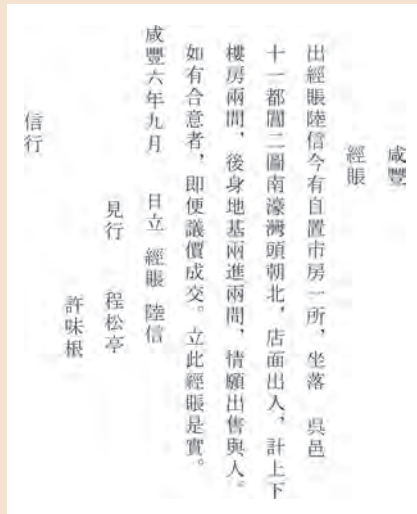 咸豐
經賬
出經賬陸信今有自置市房一所，坐落　吳邑
十一都閶二圖南濠灣頭朝北，店面出入，計上下
樓房兩間，後身地基兩進兩間，情願出售與人。
如有合意者，即便議價成交。立此經賬是實。
咸豐六年九月　日立　經賬　陸信
見行　程松亭
許味根
信行